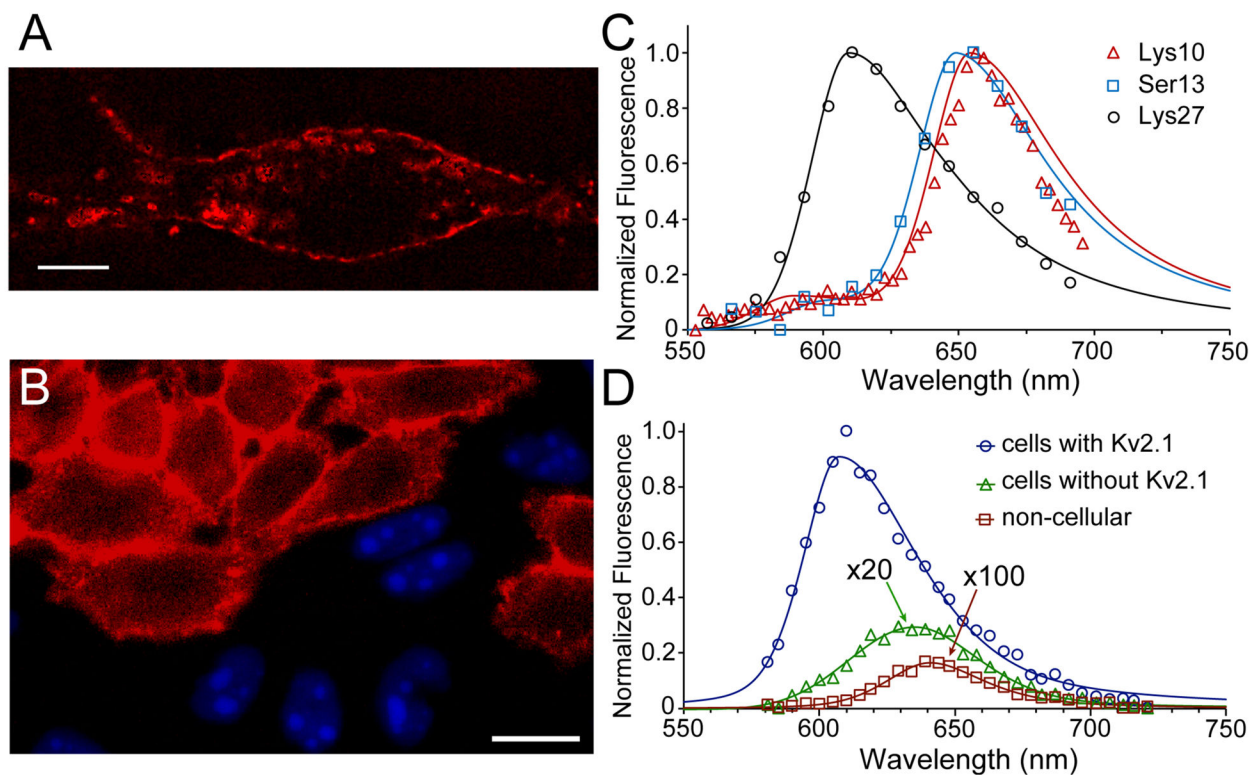 A
B
C
Normalized Fluorescence
1.0
0.8
0.6
0.4
0.2
0
550
600
650
700
750
Wavelength (nm)
Lys10
Ser13
Lys27
D
Normalized Fluorescence
1.0
0.8
0.6
0.4
0.2
0
550
600
650
700
750
Wavelength (nm)
cells with Kv2.1
cells without Kv2.1
non-cellular
x20
x100